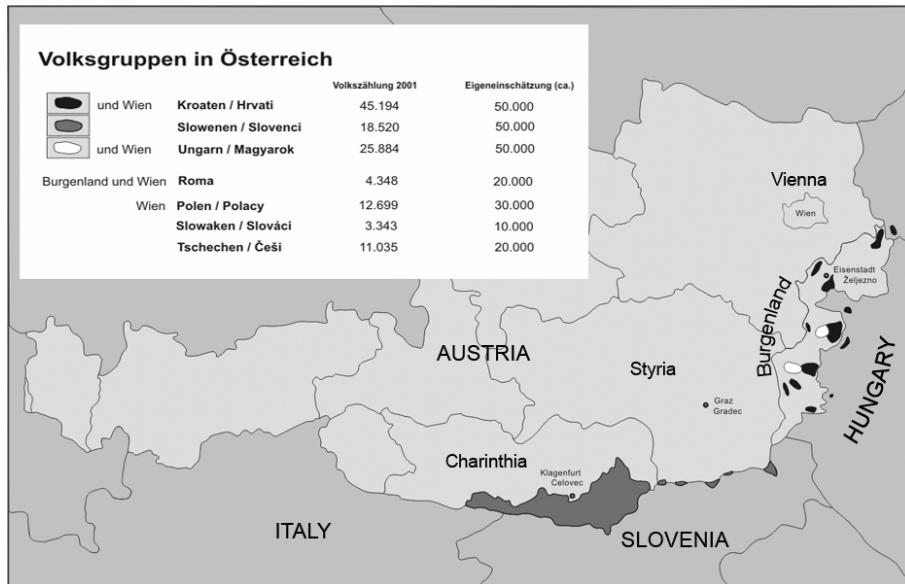 Volksgruppen in Österreich
Volkszählung 2001 Eigeneinschätzung (ca.)
und Wien Kroaten / Hrvati 45.194 50.000
Slowenen / Slovenci 18.520 50.000
und Wien Ungarn / Magyarok 25.884 50.000
Burgenland und Wien Roma 4.348 20.000
Wien Polen / Polacy 12.699 30.000
Slowaken / Slováci 3.343 10.000
Tschechen / Češi 11.035 20.000
Vienna
Wien
Eisenstadt
Željezno
Burgenland
HUNGARY
AUSTRIA
Styria
Graz
Gradec
Charinthia
Klagenfurt
Celovec
ITALY
SLOVENIA